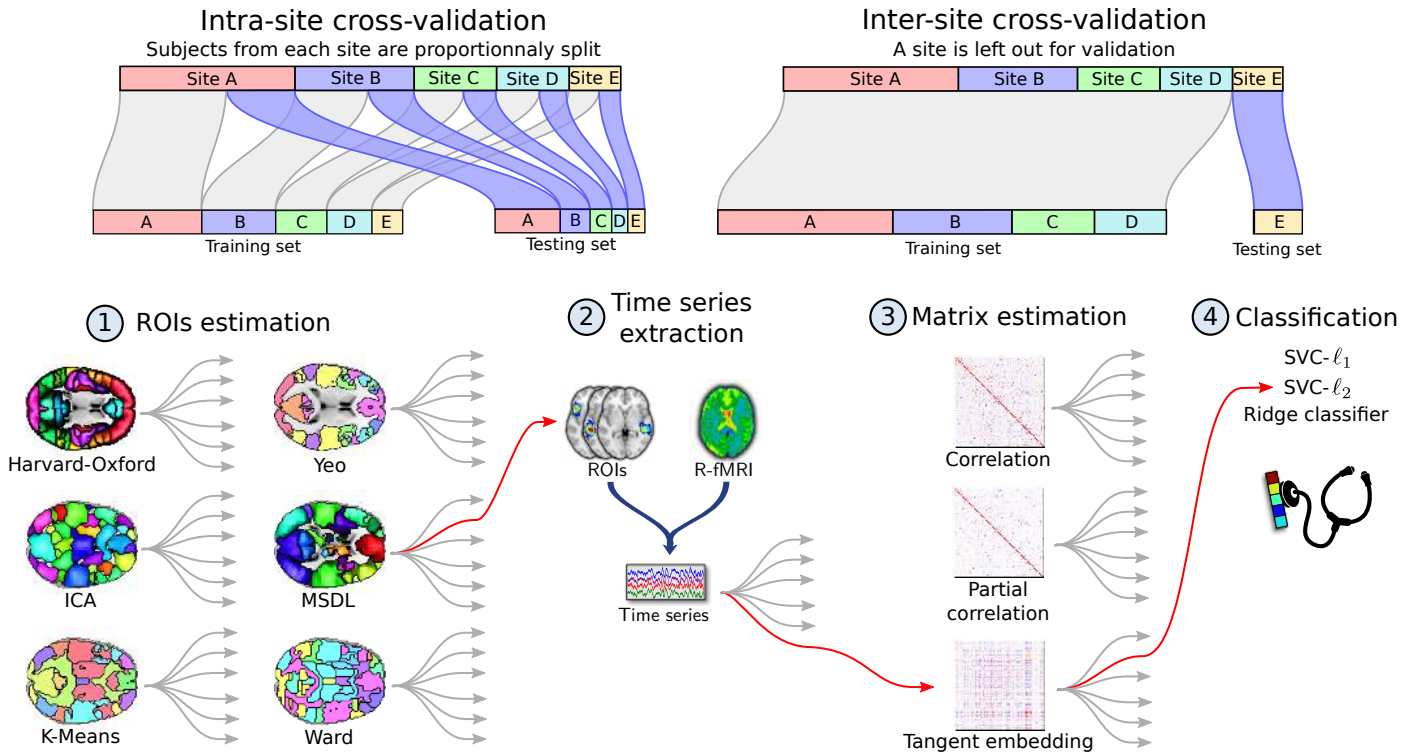 Intra-site cross-validation
Subjects from each site are proportionnaly split
Site A Site B Site C Site D Site E
A B C D E
Training set
A B C D E
Testing set
Inter-site cross-validation
A site is left out for validation
Site A Site B Site C Site D Site E
A B C D
Training set
E
Testing set
1 ROIs estimation
Harvard-Oxford
Yeo
ICA
MSDL
K-Means
Ward
2 Time series
extraction
ROIs
R-fMRI
Time series
3 Matrix estimation
Correlation
Partial
correlation
Tangent embedding
4 Classification
SVC-ℓ1
SVC-ℓ2
Ridge classifier